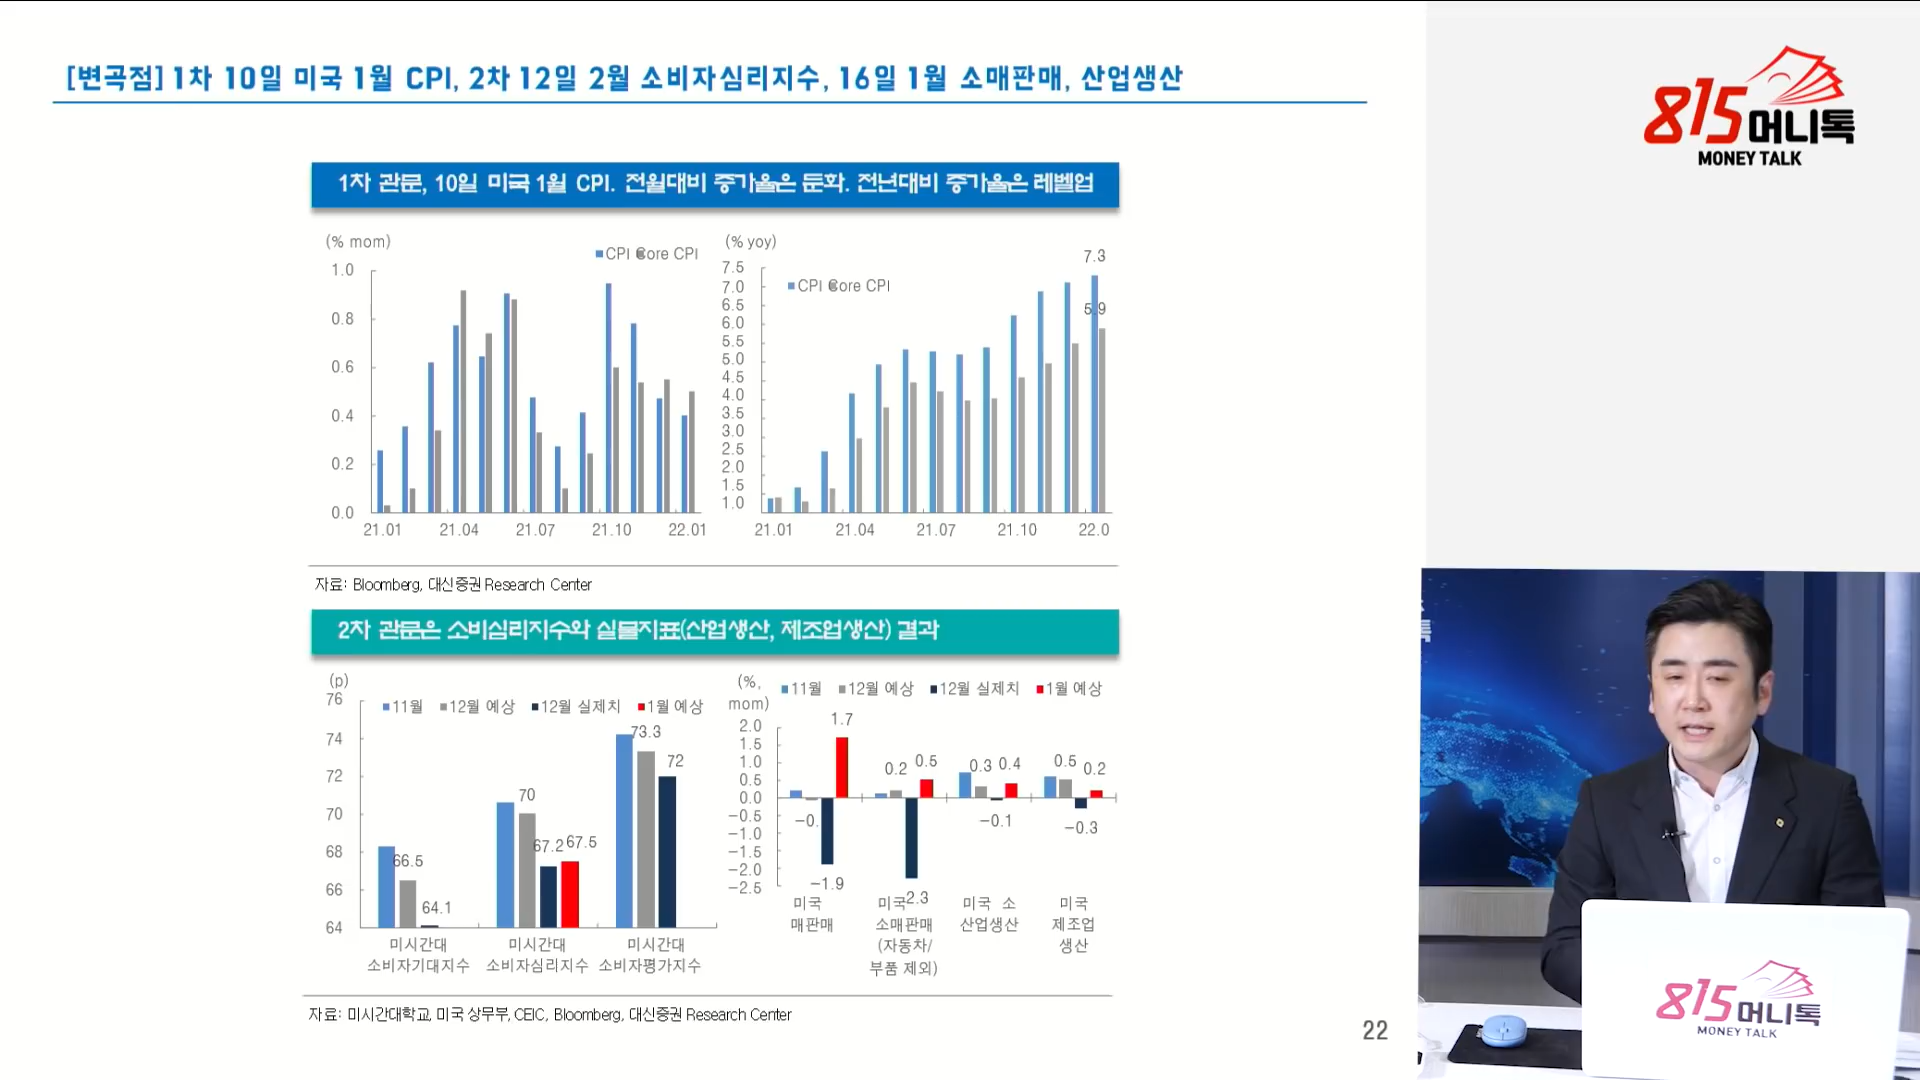 [변곡점] 1차 10일 미국 1월 CPI, 2차 12일 2월 소비자심리지수, 16일 1월 소매판매, 산업생산
815머니톡
MONEY TALK
1차 관문, 10일 미국 1월 CPI. 전월대비 증가율은 둔화. 전년대비 증가율은 레벨업
(% mom)
CPI Core CPI
1.0
0.8
0.6
0.4
0.2
0.0
21.01 21.04 21.07 21.10 22.01
(% yoy)
CPI Core CPI
7.3
5.9
7.5
7.0
6.5
6.0
5.5
5.0
4.5
4.0
3.5
3.0
2.5
2.0
1.5
1.0
21.01 21.04 21.07 21.10 22.0
자료: Bloomberg, 대신증권 Research Center
2차 관문은 소비심리지수와 실물지표(산업생산, 제조업생산) 결과
(p)
11월 12월 예상 12월 실제치 1월 예상
76
74
72
70
68
66
64
66.5
64.1
70
67.2
67.5
73.3
72
미시간대 미시간대 미시간대
소비자기대지수 소비자심리지수 소비자평가지수
(%,
mom)
11월 12월 예상 12월 실제치 1월 예상
2.0
1.5
1.0
0.5
0.0
-0.5
-1.0
-1.5
-2.0
-2.5
1.7
-0.
-1.9
0.2
0.5
-2.3
0.3
0.4
-0.1
0.5
0.2
-0.3
미국 미국 미국 소 미국
매판매 소매판매 산업생산 제조업
(자동차/ 생산
부품 제외)
자료: 미시간대학교, 미국 상무부, CEIC, Bloomberg, 대신증권 Research Center
22
톡
815머니톡
MONEY TALK